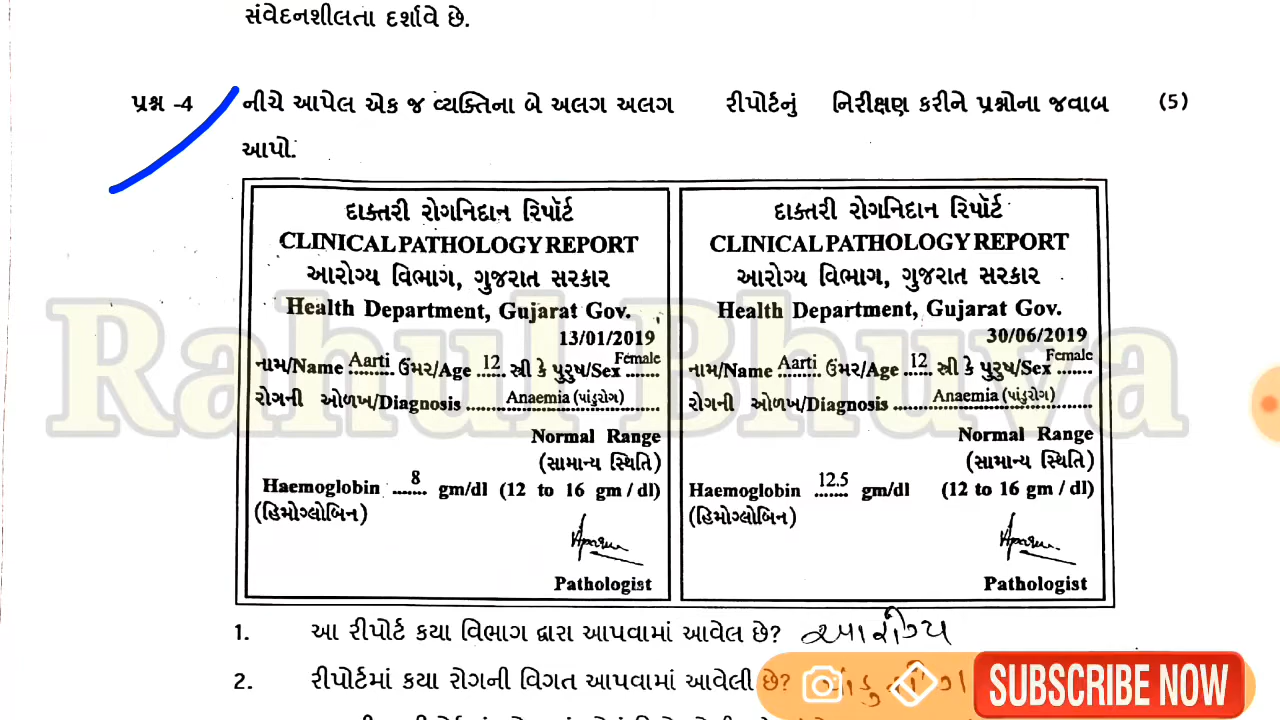 સંવેદનશીલતા દર્શાવે છે.
પ્રશ્ન -4 નીચે આપેલ એક જ વ્યક્તિના બે અલગ અલગ રીપોર્ટનું નિરીક્ષણ કરીને પ્રશ્નોના જવાબ (5)
આપો.
દાક્તરી રોગનિદાન રિપૉર્ટ
CLINICAL PATHOLOGY REPORT
આરોગ્ય વિભાગ, ગુજરાત સરકાર
Health Department, Gujarat Gov.
13/01/2019
નામ/Name Aarti ઉંમર/Age 12 સ્ત્રી કે પુરુષ/Sex Female
રોગની ઓળખ/Diagnosis Anaemia (પાંડુરોગ)
Normal Range
(સામાન્ય સ્થિતિ)
Haemoglobin 8 gm/dl (12 to 16 gm / dl)
(હિમોગ્લોબિન)
Pathologist
દાક્તરી રોગનિદાન રિપૉર્ટ
CLINICAL PATHOLOGY REPORT
આરોગ્ય વિભાગ, ગુજરાત સરકાર
Health Department, Gujarat Gov.
30/06/2019
નામ/Name Aarti ઉંમર/Age 12 સ્ત્રી કે પુરુષ/Sex Female
રોગની ઓળખ/Diagnosis Anaemia (પાંડુરોગ)
Normal Range
(સામાન્ય સ્થિતિ)
Haemoglobin 12.5 gm/dl (12 to 16 gm / dl)
(હિમોગ્લોબિન)
Pathologist
Rahul Bhuva
1. આ રીપોર્ટ કયા વિભાગ દ્વારા આપવામાં આવેલ છે? આરોગ્ય
2. રીપોર્ટમાં કયા રોગની વિગત આપવામાં આવેલી છે?
SUBSCRIBE NOW